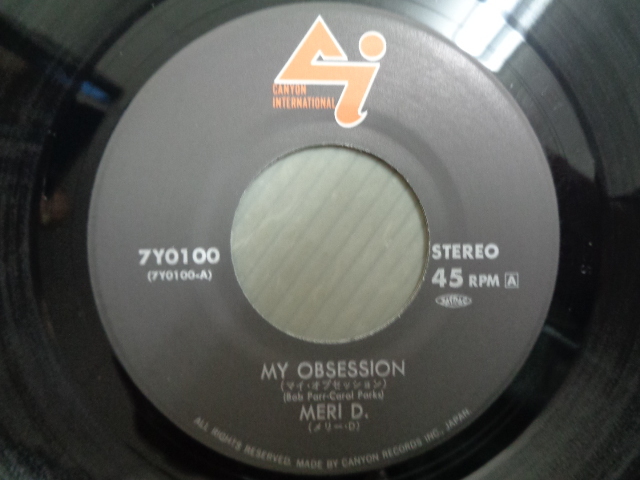 CANYON
INTERNATIONAL
7Y0100
(7Y0100-A)
STEREO
45 RPM A
MY OBSESSION
(マイ・オブセッション)
(Bob Parr-Carol Parks)
MERI D.
(メリー・D)
ALL RIGHTS RESERVED. MADE BY CANYON RECORDS INC., JAPAN.